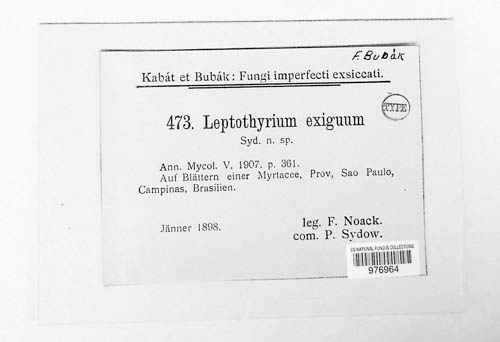 F. Bubák
Kabát et Bubák: Fungi imperfecti exsiccati.
TYPE
473. Leptothyrium exiguum
Syd. n. sp.
Ann. Mycol. V. 1907. p. 361.
Auf Blättern einer Myrtacee, Prov, Sao Paulo,
Campinas, Brasilien.
Jänner 1898.
leg. F. Noack.
com. P. Sydow.
US NATIONAL FUNGUS COLLECTIONS
976964